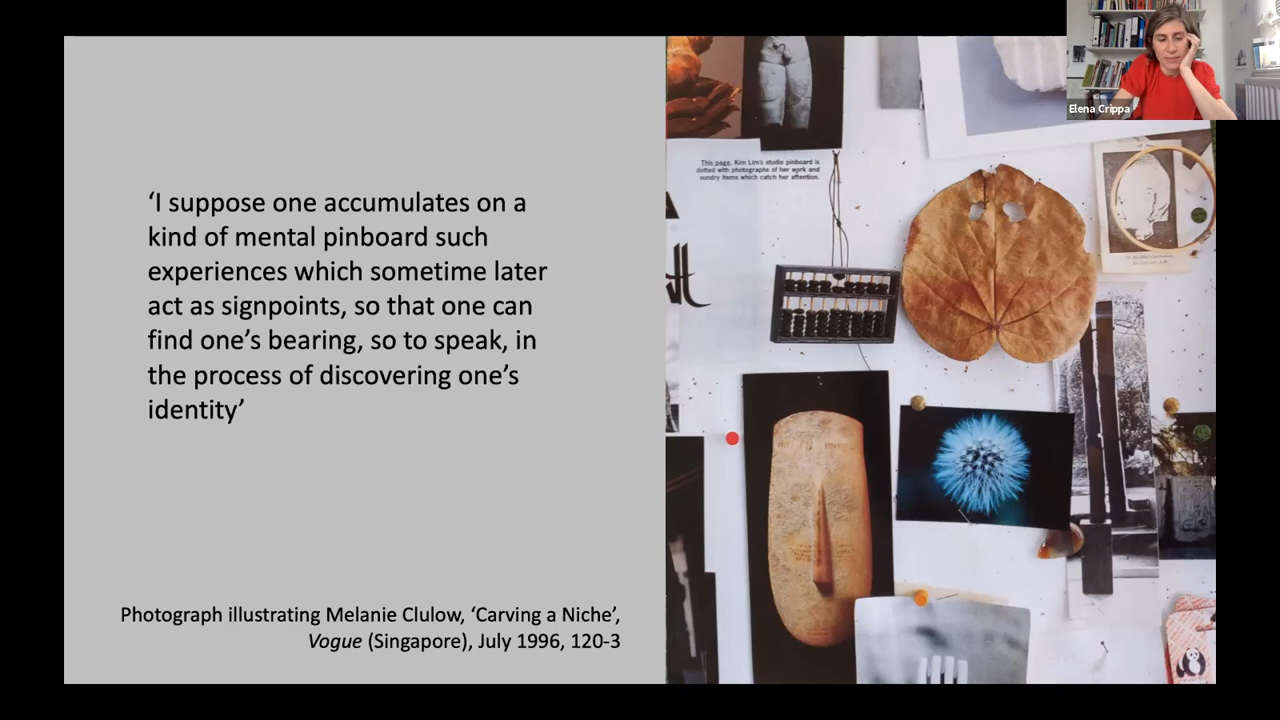 ‘I suppose one accumulates on a
kind of mental pinboard such
experiences which sometime later
act as signpoints, so that one can
find one’s bearing, so to speak, in
the process of discovering one’s
identity’
Photograph illustrating Melanie Clulow, ‘Carving a Niche’,
Vogue (Singapore), July 1996, 120-3
This page, Kim Lim's studio pinboard is
dotted with photographs of her work and
sundry items which catch her attention.
Elena Crippa